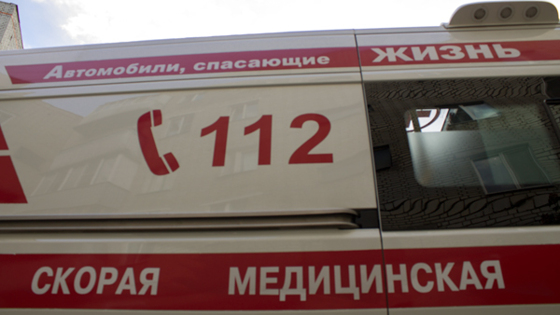 Автомобили, спасающие ЖИЗНЬ
112
СКОРАЯ МЕДИЦИНСКАЯ